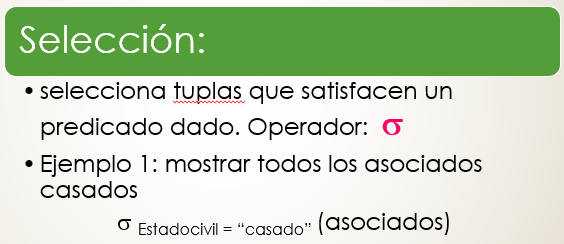 Selección:
• selecciona tuplas que satisfacen un
predicado dado. Operador: σ
• Ejemplo 1: mostrar todos los asociados
casados
σ Estadocivil = “casado” (asociados)